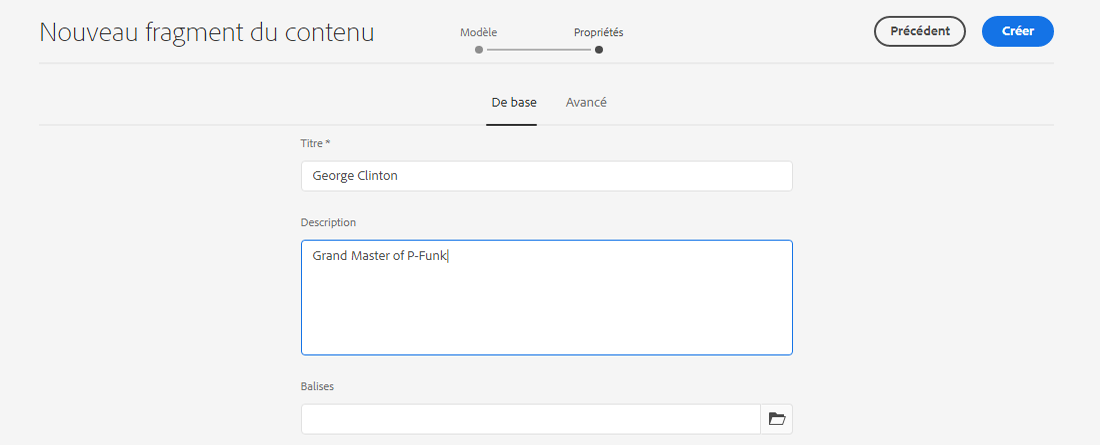 Nouveau fragment du contenu
Modèle
Propriétés
Précédent
Créer
De base
Avancé
Titre *
George Clinton
Description
Grand Master of P-Funk
Balises